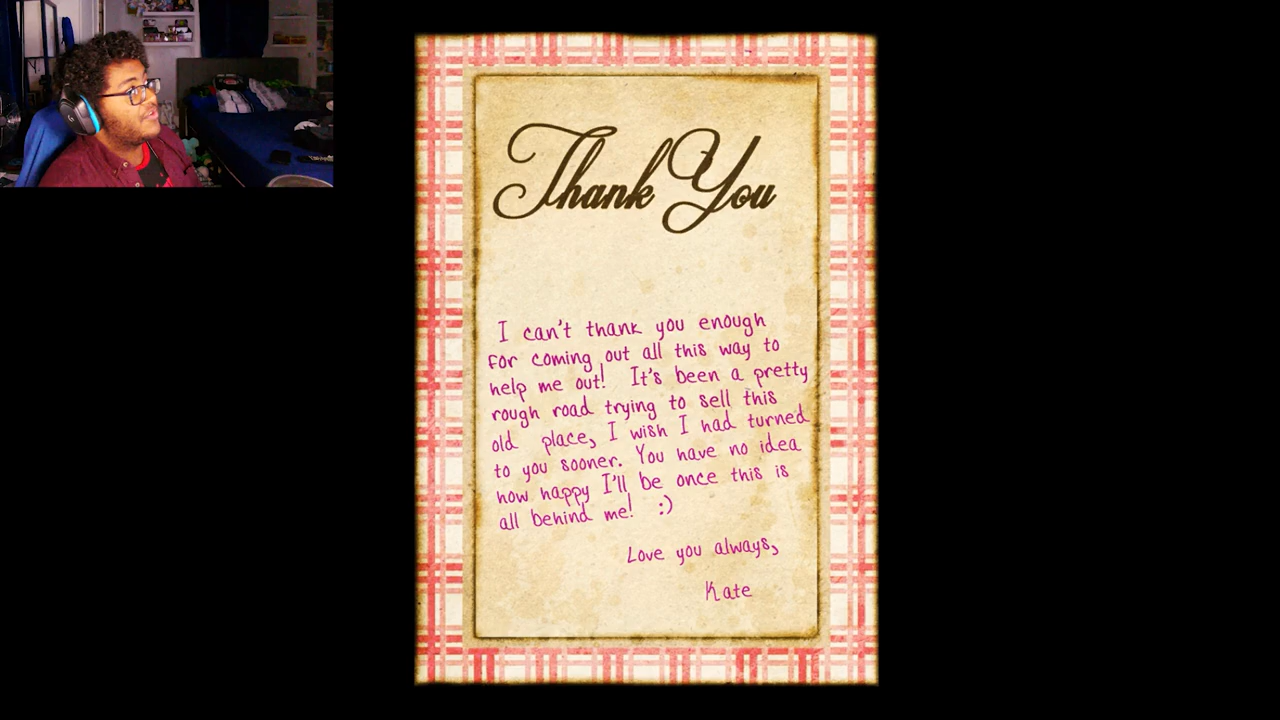 Thank You
I can't thank you enough
for coming out all this way to
help me out! It's been a pretty
rough road trying to sell this
old place, I wish I had turned
to you sooner. You have no idea
how happy I'll be once this is
all behind me! :)
Love you always,
Kate